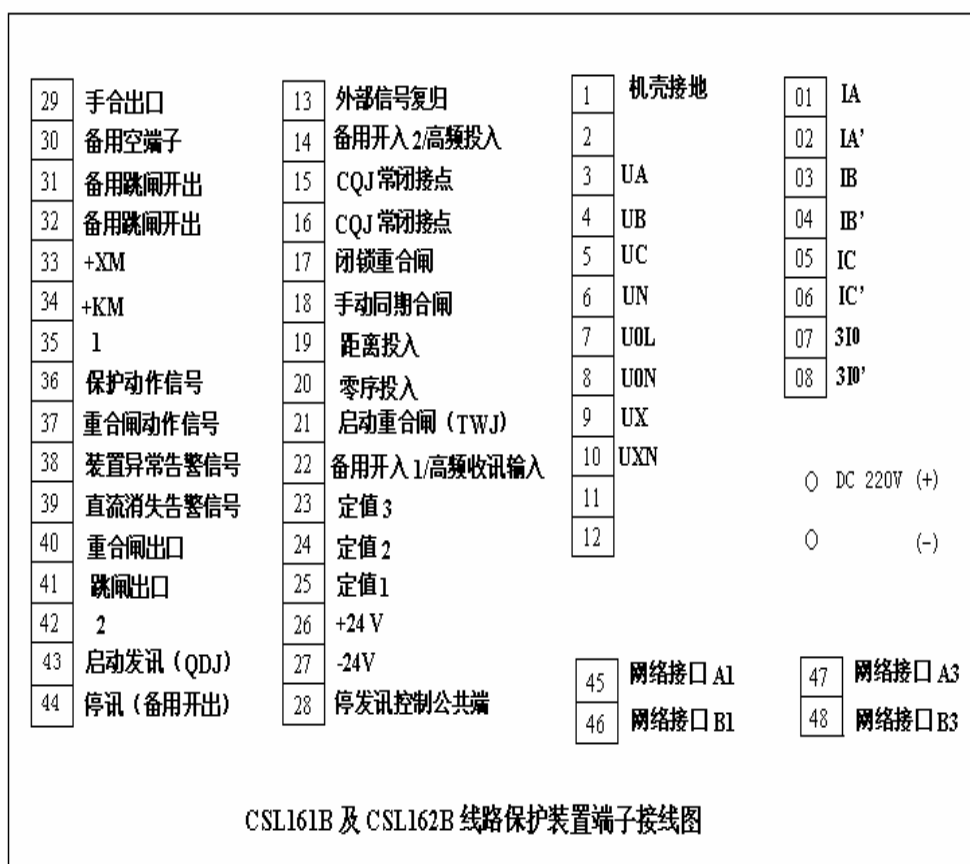 29 手合出口
30 备用空端子
31 备用跳闸开出
32 备用跳闸开出
33 +XM
34 +KM
35 1
36 保护动作信号
37 重合闸动作信号
38 装置异常告警信号
39 直流消失告警信号
40 重合闸出口
41 跳闸出口
42 2
43 启动发讯（QDJ）
44 停讯（备用开出）
13 外部信号复归
14 备用开入2/高频投入
15 CQJ常闭接点
16 CQJ常闭接点
17 闭锁重合闸
18 手动同期合闸
19 距离投入
20 零序投入
21 启动重合闸（TWJ）
22 备用开入1/高频收讯输入
23 定值3
24 定值2
25 定值1
26 +24 V
27 -24V
28 停发讯控制公共端
1 机壳接地
2
3 UA
4 UB
5 UC
6 UN
7 U0L
8 U0N
9 UX
10 UXN
11
12
01 IA
02 IA'
03 IB
04 IB'
05 IC
06 IC'
07 3I0
08 3I0'
DC 220V (+)
(-)
45 网络接口A1
46 网络接口B1
47 网络接口A3
48 网络接口B3
CSL161B及CSL162B线路保护装置端子接线图